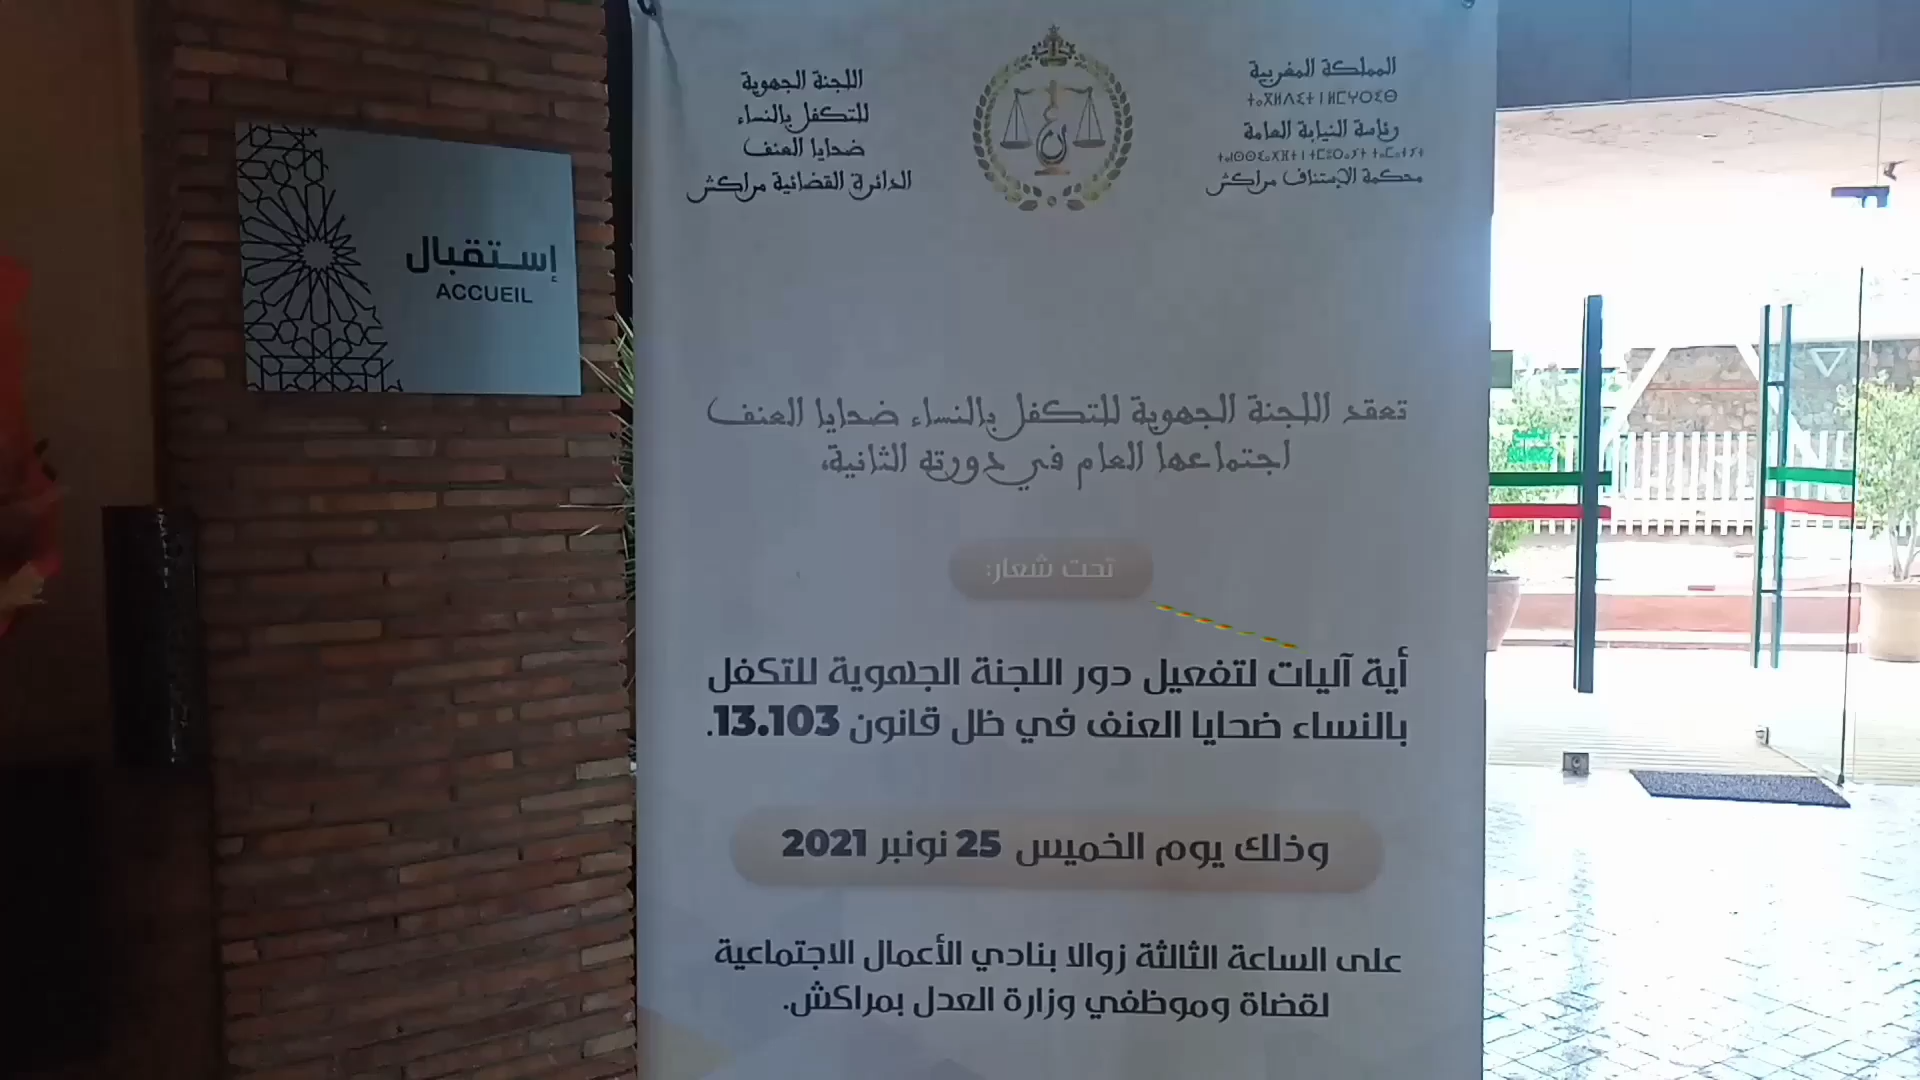 المملكة المغربية
ⵜⴰⴳⵍⴷⵉⵜ ⵏ ⵍⵎⵖⵔⵉⴱ
رئاسة النيابة العامة
محكمة الاستئناف مراكش
اللجنة الجهوية
للتكفل بالنساء
ضحايا العنف
الدائرة القضائية مراكش
إستقبال
ACCUEIL
تعقد اللجنة الجهوية للتكفل بالنساء ضحايا العنف
اجتماعها العام في دورته الثانية،
تحت شعار:
أية آليات لتفعيل دور اللجنة الجهوية للتكفل
بالنساء ضحايا العنف في ظل قانون 13.103.
وذلك يوم الخميس 25 نونبر 2021
على الساعة الثالثة زوالا بنادي الأعمال الاجتماعية
لقضاة وموظفي وزارة العدل بمراكش.